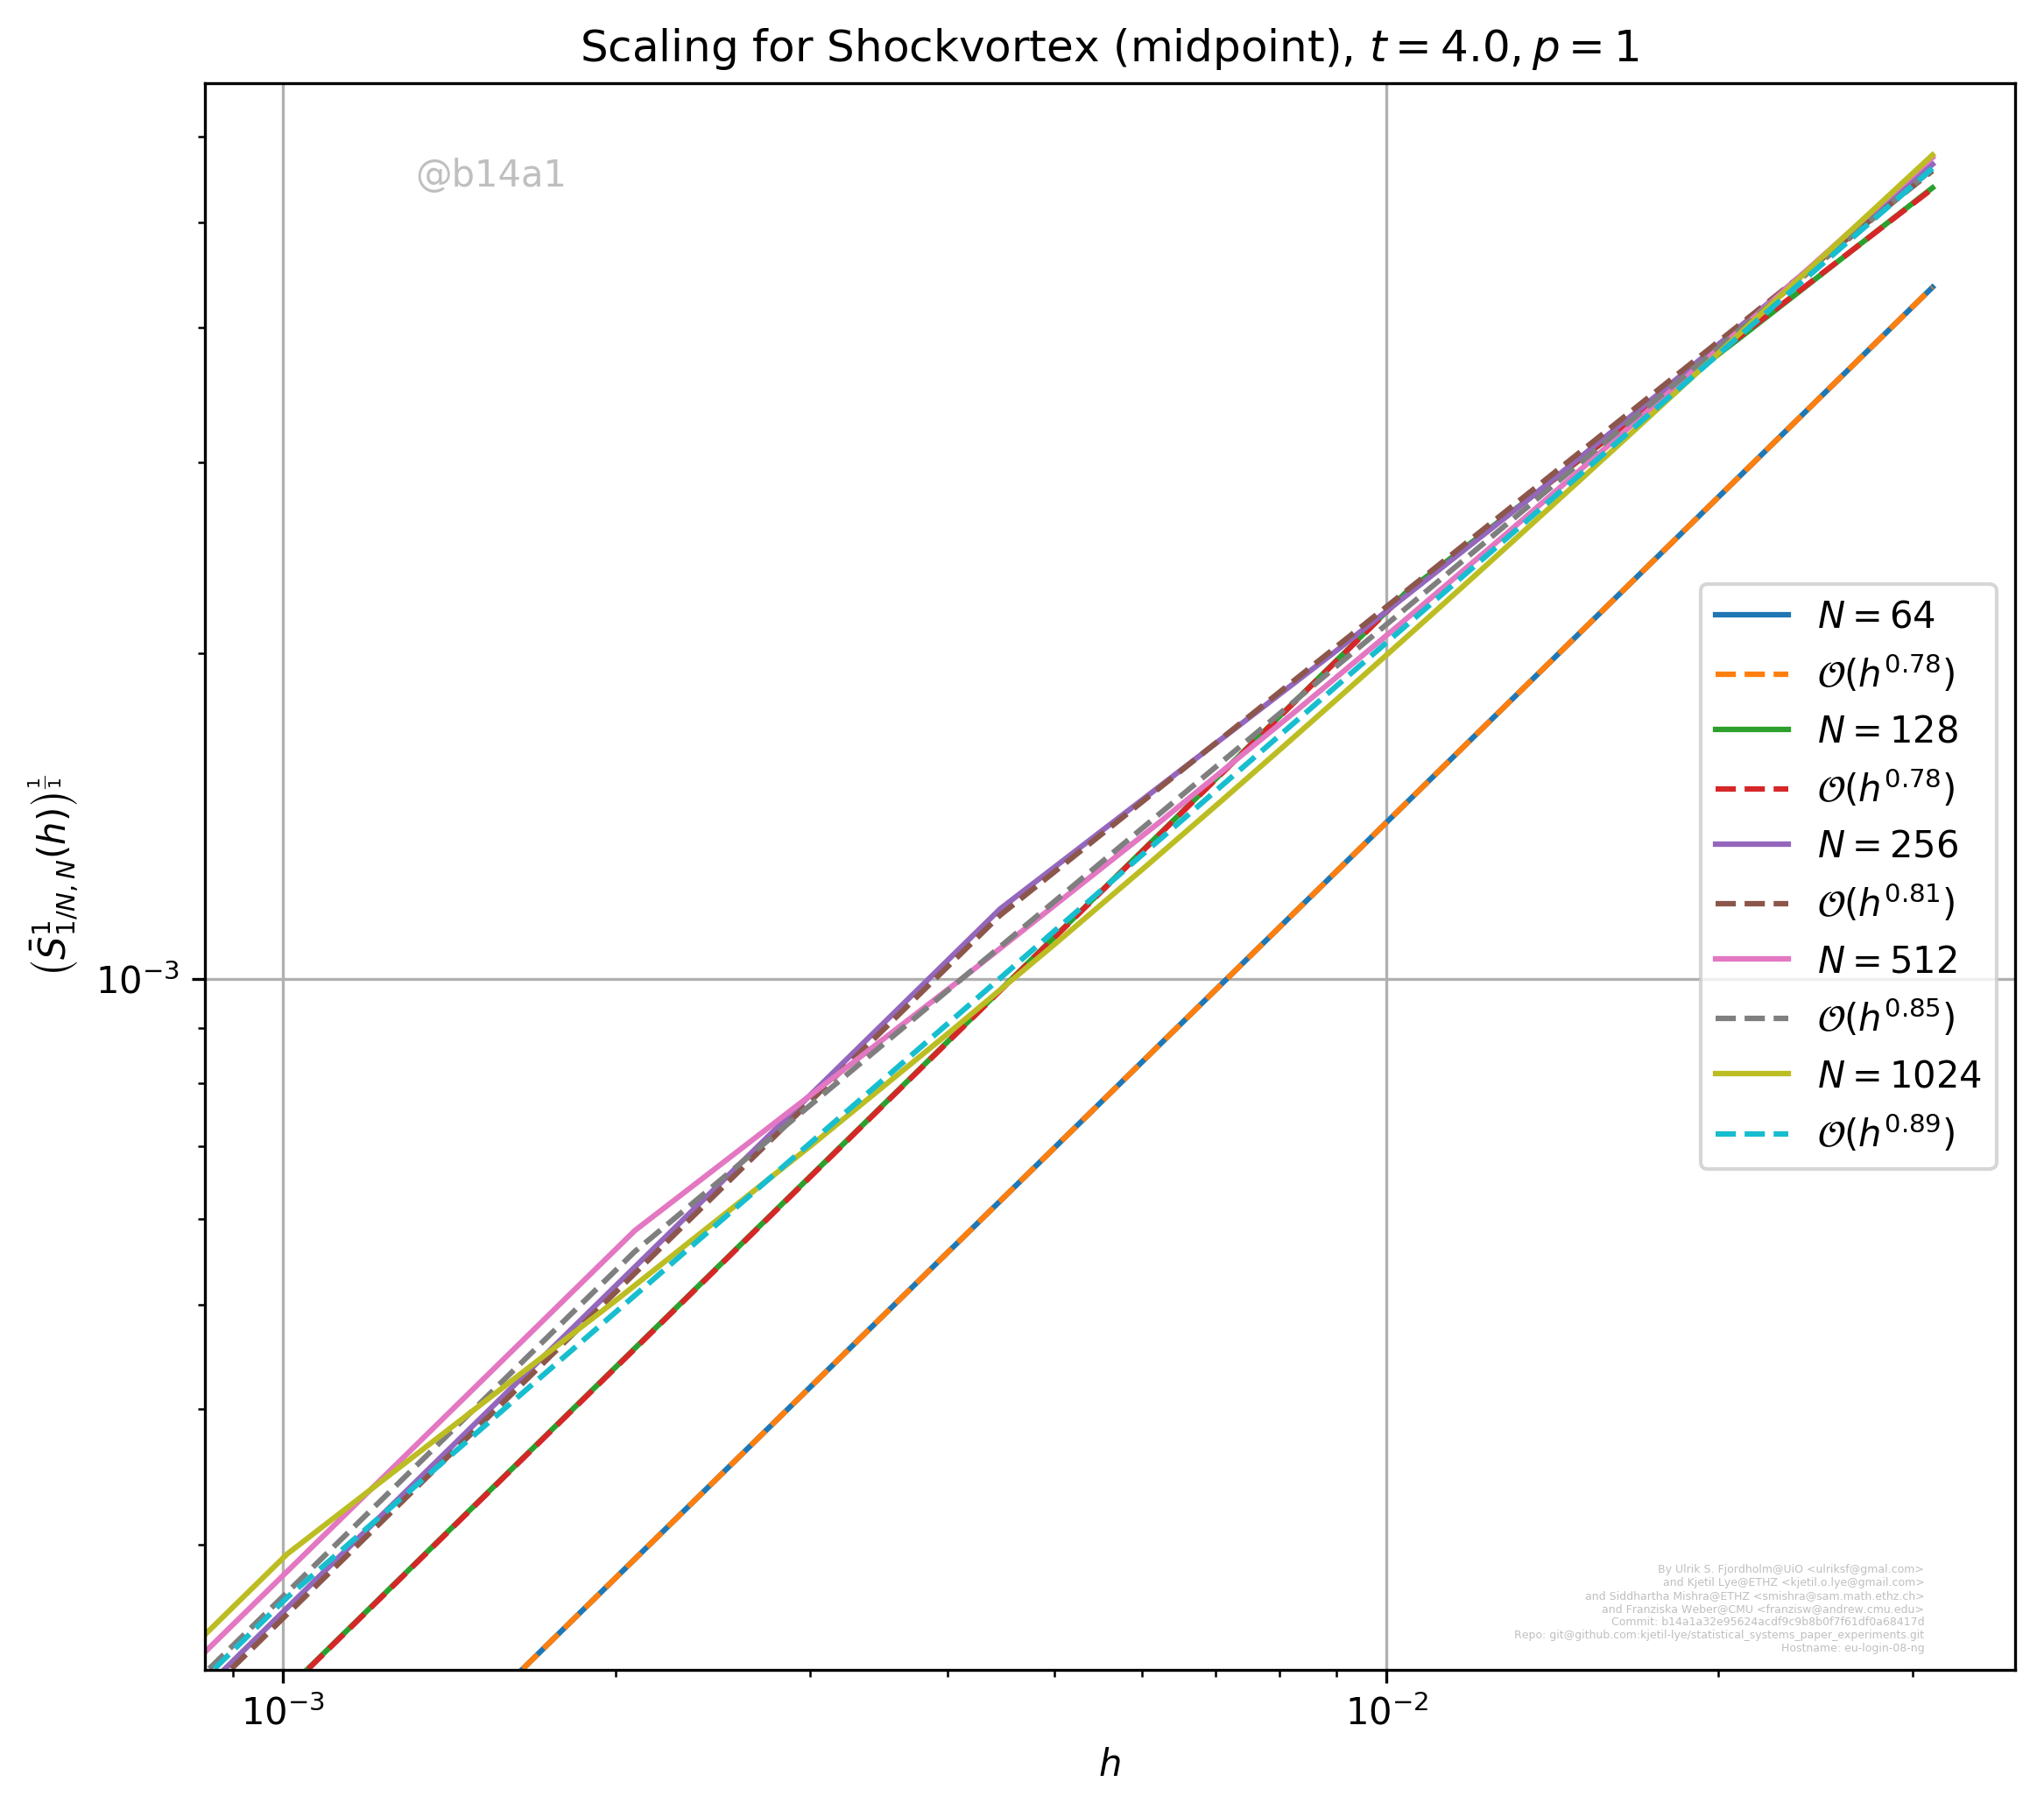 Scaling for Shockvortex (midpoint), t = 4.0, p = 1
@b14a1
(S̄¹_{1/N, N}(h))^{1/1}
10⁻³
N = 64
𝒪(h^{0.78})
N = 128
𝒪(h^{0.78})
N = 256
𝒪(h^{0.81})
N = 512
𝒪(h^{0.85})
N = 1024
𝒪(h^{0.89})
By Ulrik S. Fjordholm@UiO <ulriksf@gmal.com>
and Kjetil Lye@ETHZ <kjetil.o.lye@gmail.com>
and Siddhartha Mishra@ETHZ <smishra@sam.math.ethz.ch>
and Franziska Weber@CMU <franzisw@andrew.cmu.edu>
Commit: b14a1a32e95624acdf9c9b8b0f7f61df0a68417d
Repo: git@github.com:kjetil-lye/statistical_systems_paper_experiments.git
Hostname: eu-login-08-ng
10⁻³ 10⁻²
h